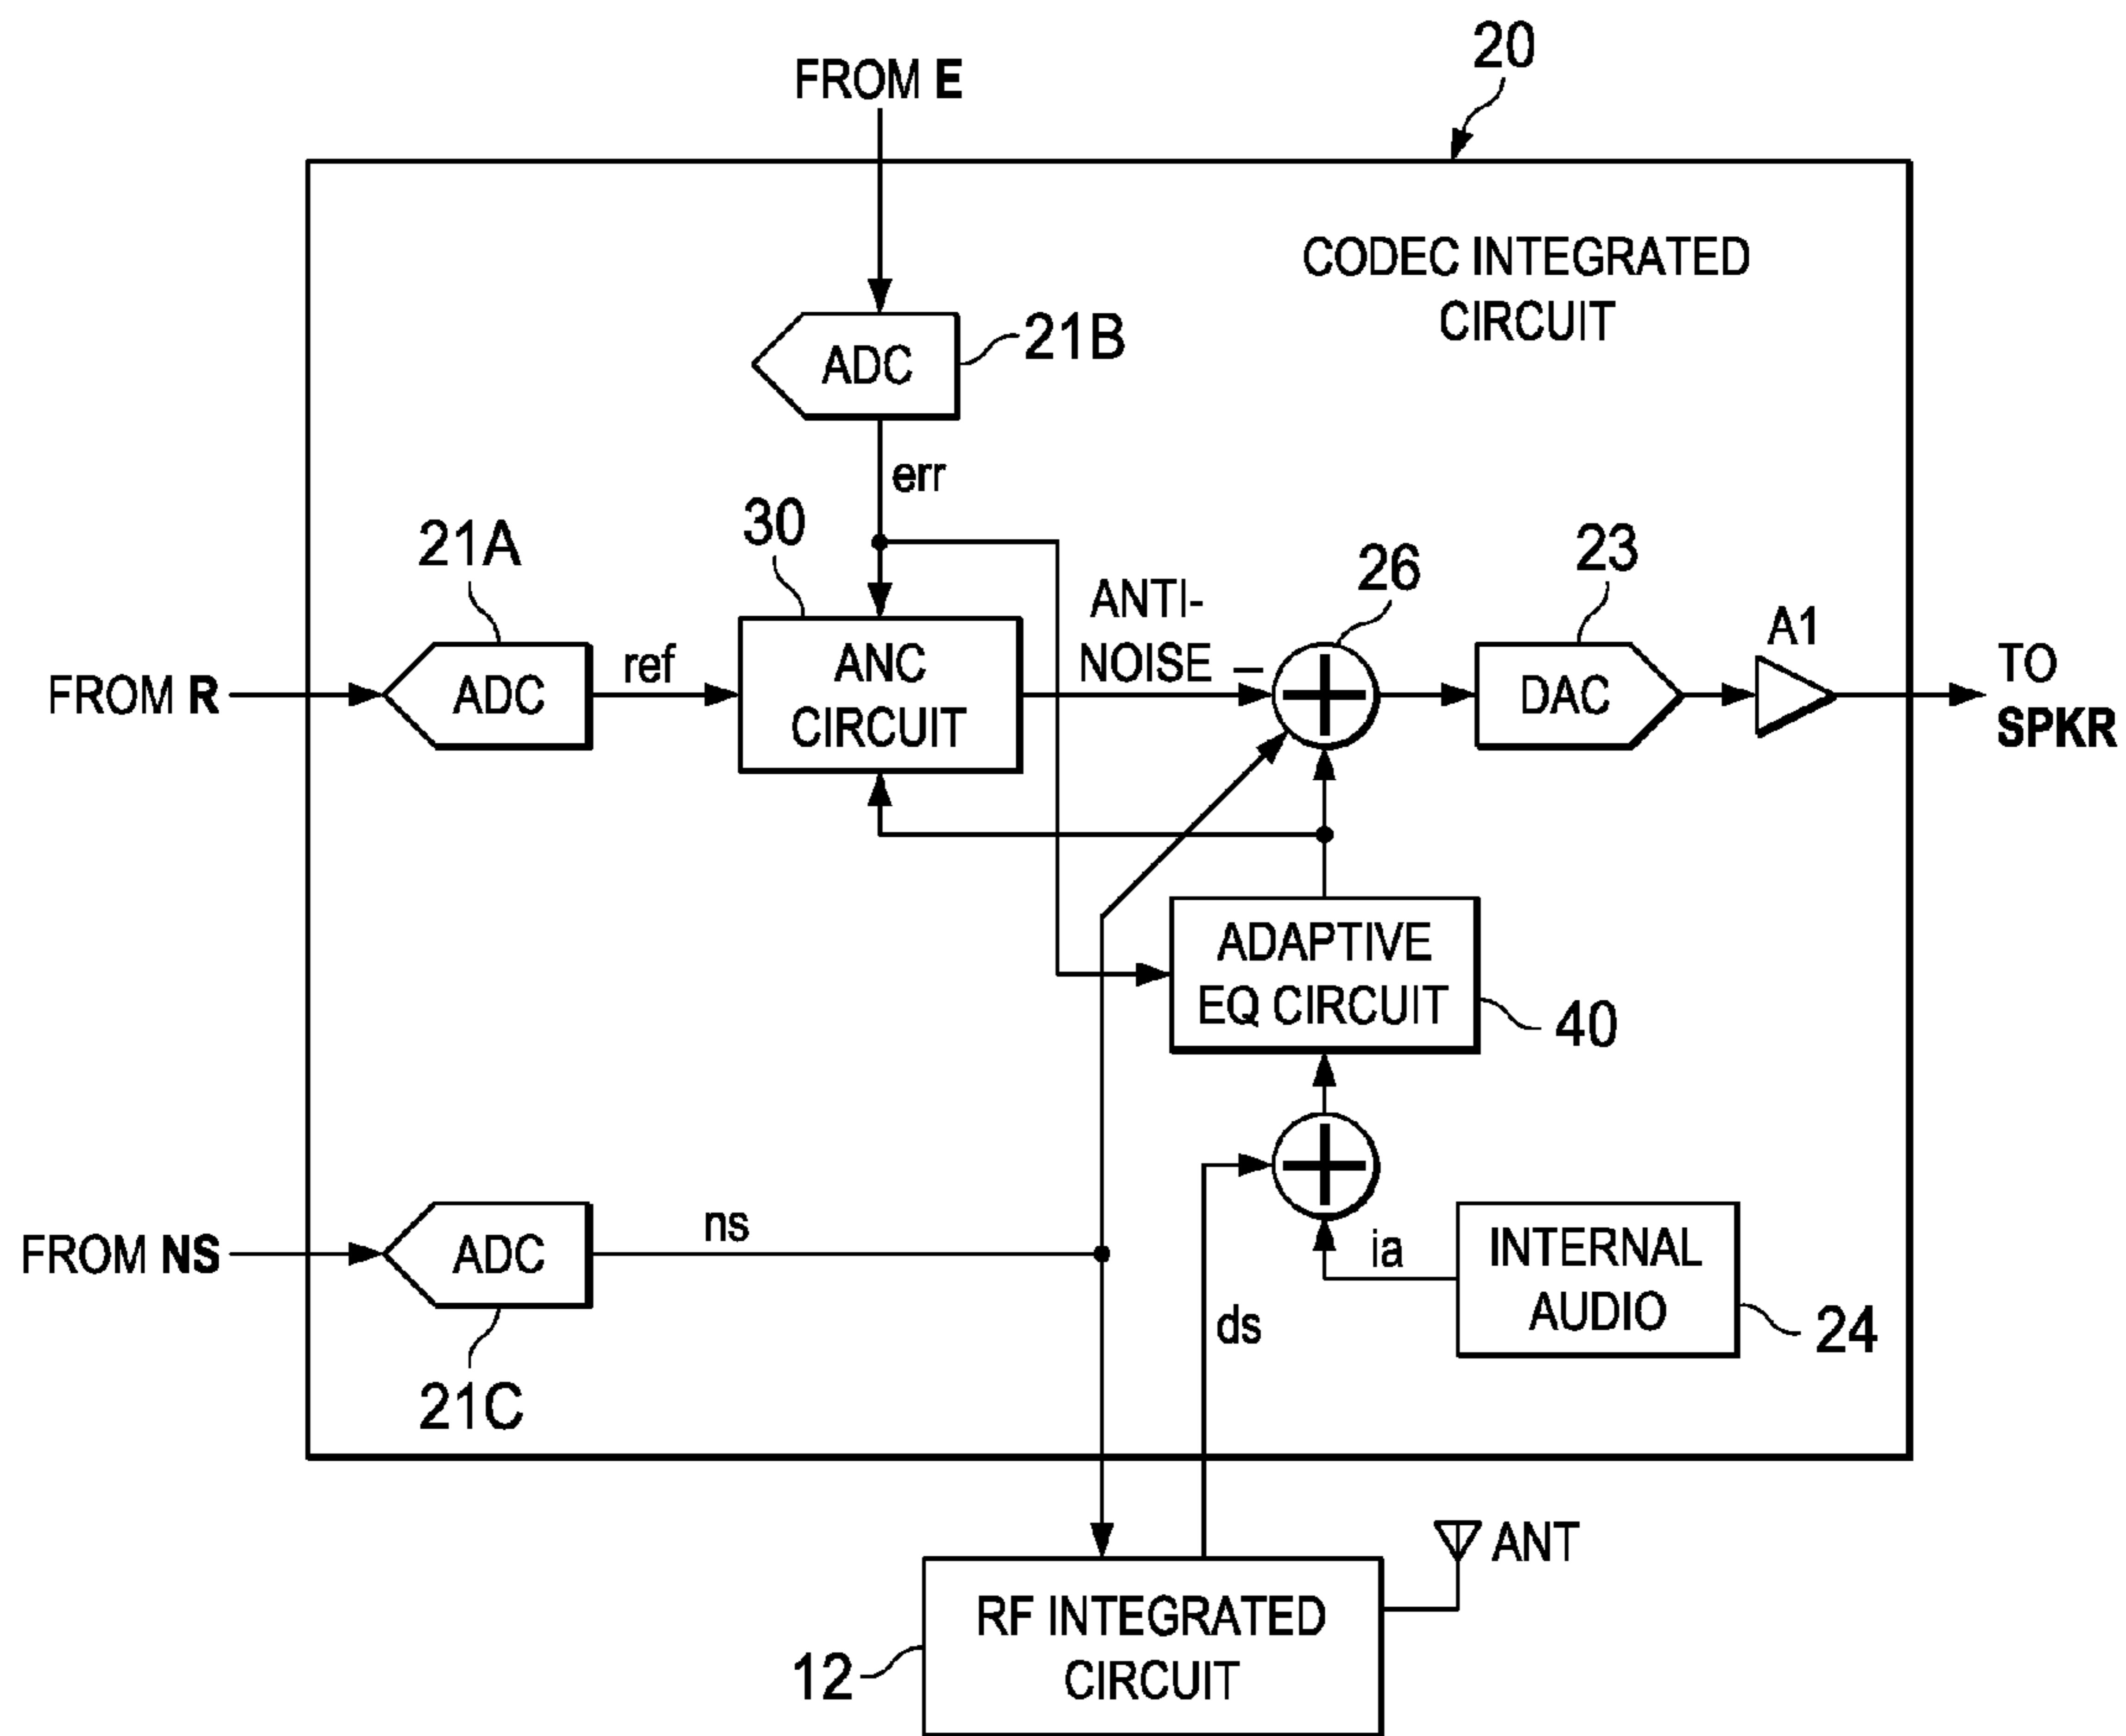 20
FROM E
CODEC INTEGRATED
CIRCUIT
ADC
21B
err
21A
30
26
23
ANTI-
NOISE –
A1
FROM R
ADC
ref
ANC
CIRCUIT
DAC
TO
SPKR
ADAPTIVE
EQ CIRCUIT
40
FROM NS
ADC
ns
21C
ds
ia
INTERNAL
AUDIO
24
ANT
RF INTEGRATED
CIRCUIT
12